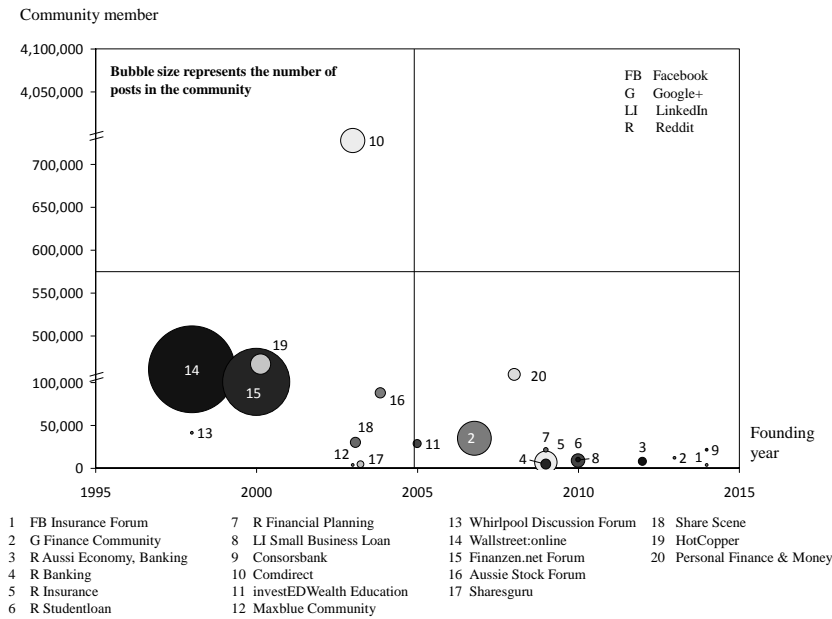 Community member
4,100,000
4,050,000
700,000
650,000
600,000
550,000
500,000
100,000
50,000
0
Bubble size represents the number of
posts in the community
FB Facebook
G Google+
LI LinkedIn
R Reddit
10
14
19
15
13
16
18
12
17
11
2
20
7
5
4
6
8
3
2
1
9
Founding
year
1995 2000 2005 2010 2015
1 FB Insurance Forum
2 G Finance Community
3 R Aussi Economy, Banking
4 R Banking
5 R Insurance
6 R Studentloan
7 R Financial Planning
8 LI Small Business Loan
9 Consorsbank
10 Comdirect
11 investEDWealth Education
12 Maxblue Community
13 Whirlpool Discussion Forum
14 Wallstreet:online
15 Finanzen.net Forum
16 Aussie Stock Forum
17 Sharesguru
18 Share Scene
19 HotCopper
20 Personal Finance & Money